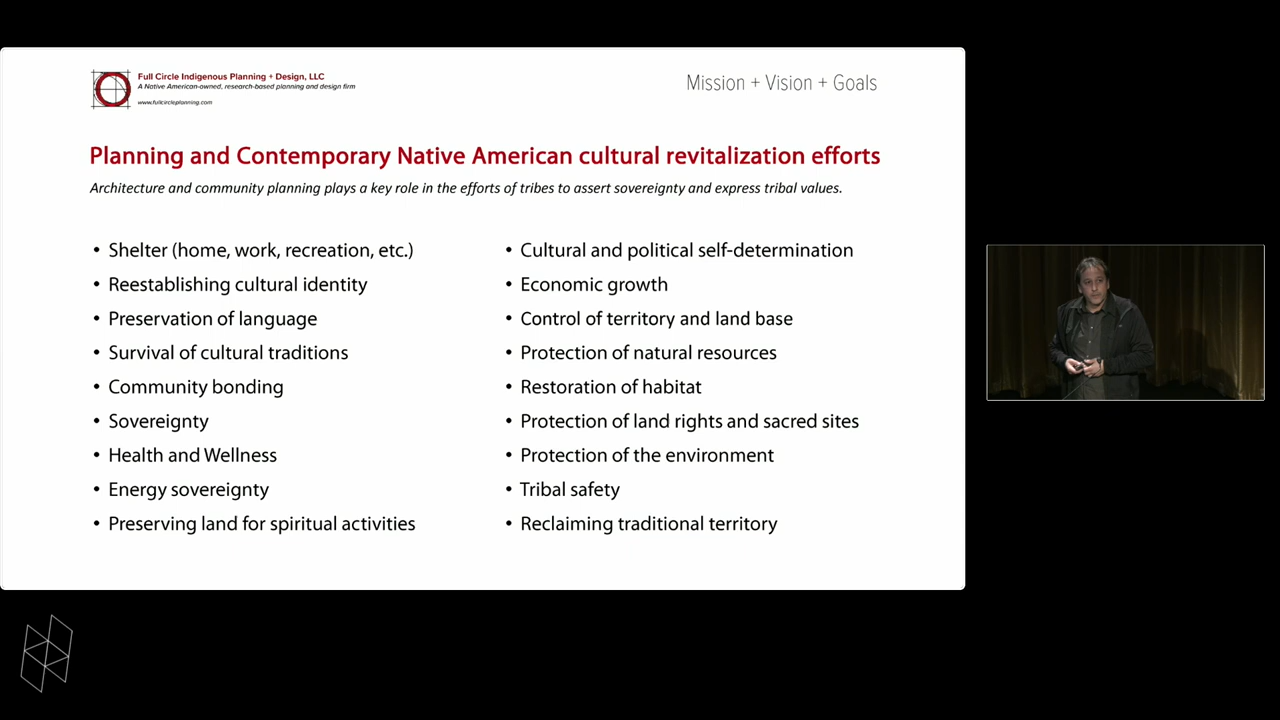 Full Circle Indigenous Planning + Design, LLC
A Native American-owned, research-based planning and design firm
www.fullcircleplanning.com
Mission + Vision + Goals
Planning and Contemporary Native American cultural revitalization efforts
Architecture and community planning plays a key role in the efforts of tribes to assert sovereignty and express tribal values.
• Shelter (home, work, recreation, etc.)
• Reestablishing cultural identity
• Preservation of language
• Survival of cultural traditions
• Community bonding
• Sovereignty
• Health and Wellness
• Energy sovereignty
• Preserving land for spiritual activities
• Cultural and political self-determination
• Economic growth
• Control of territory and land base
• Protection of natural resources
• Restoration of habitat
• Protection of land rights and sacred sites
• Protection of the environment
• Tribal safety
• Reclaiming traditional territory